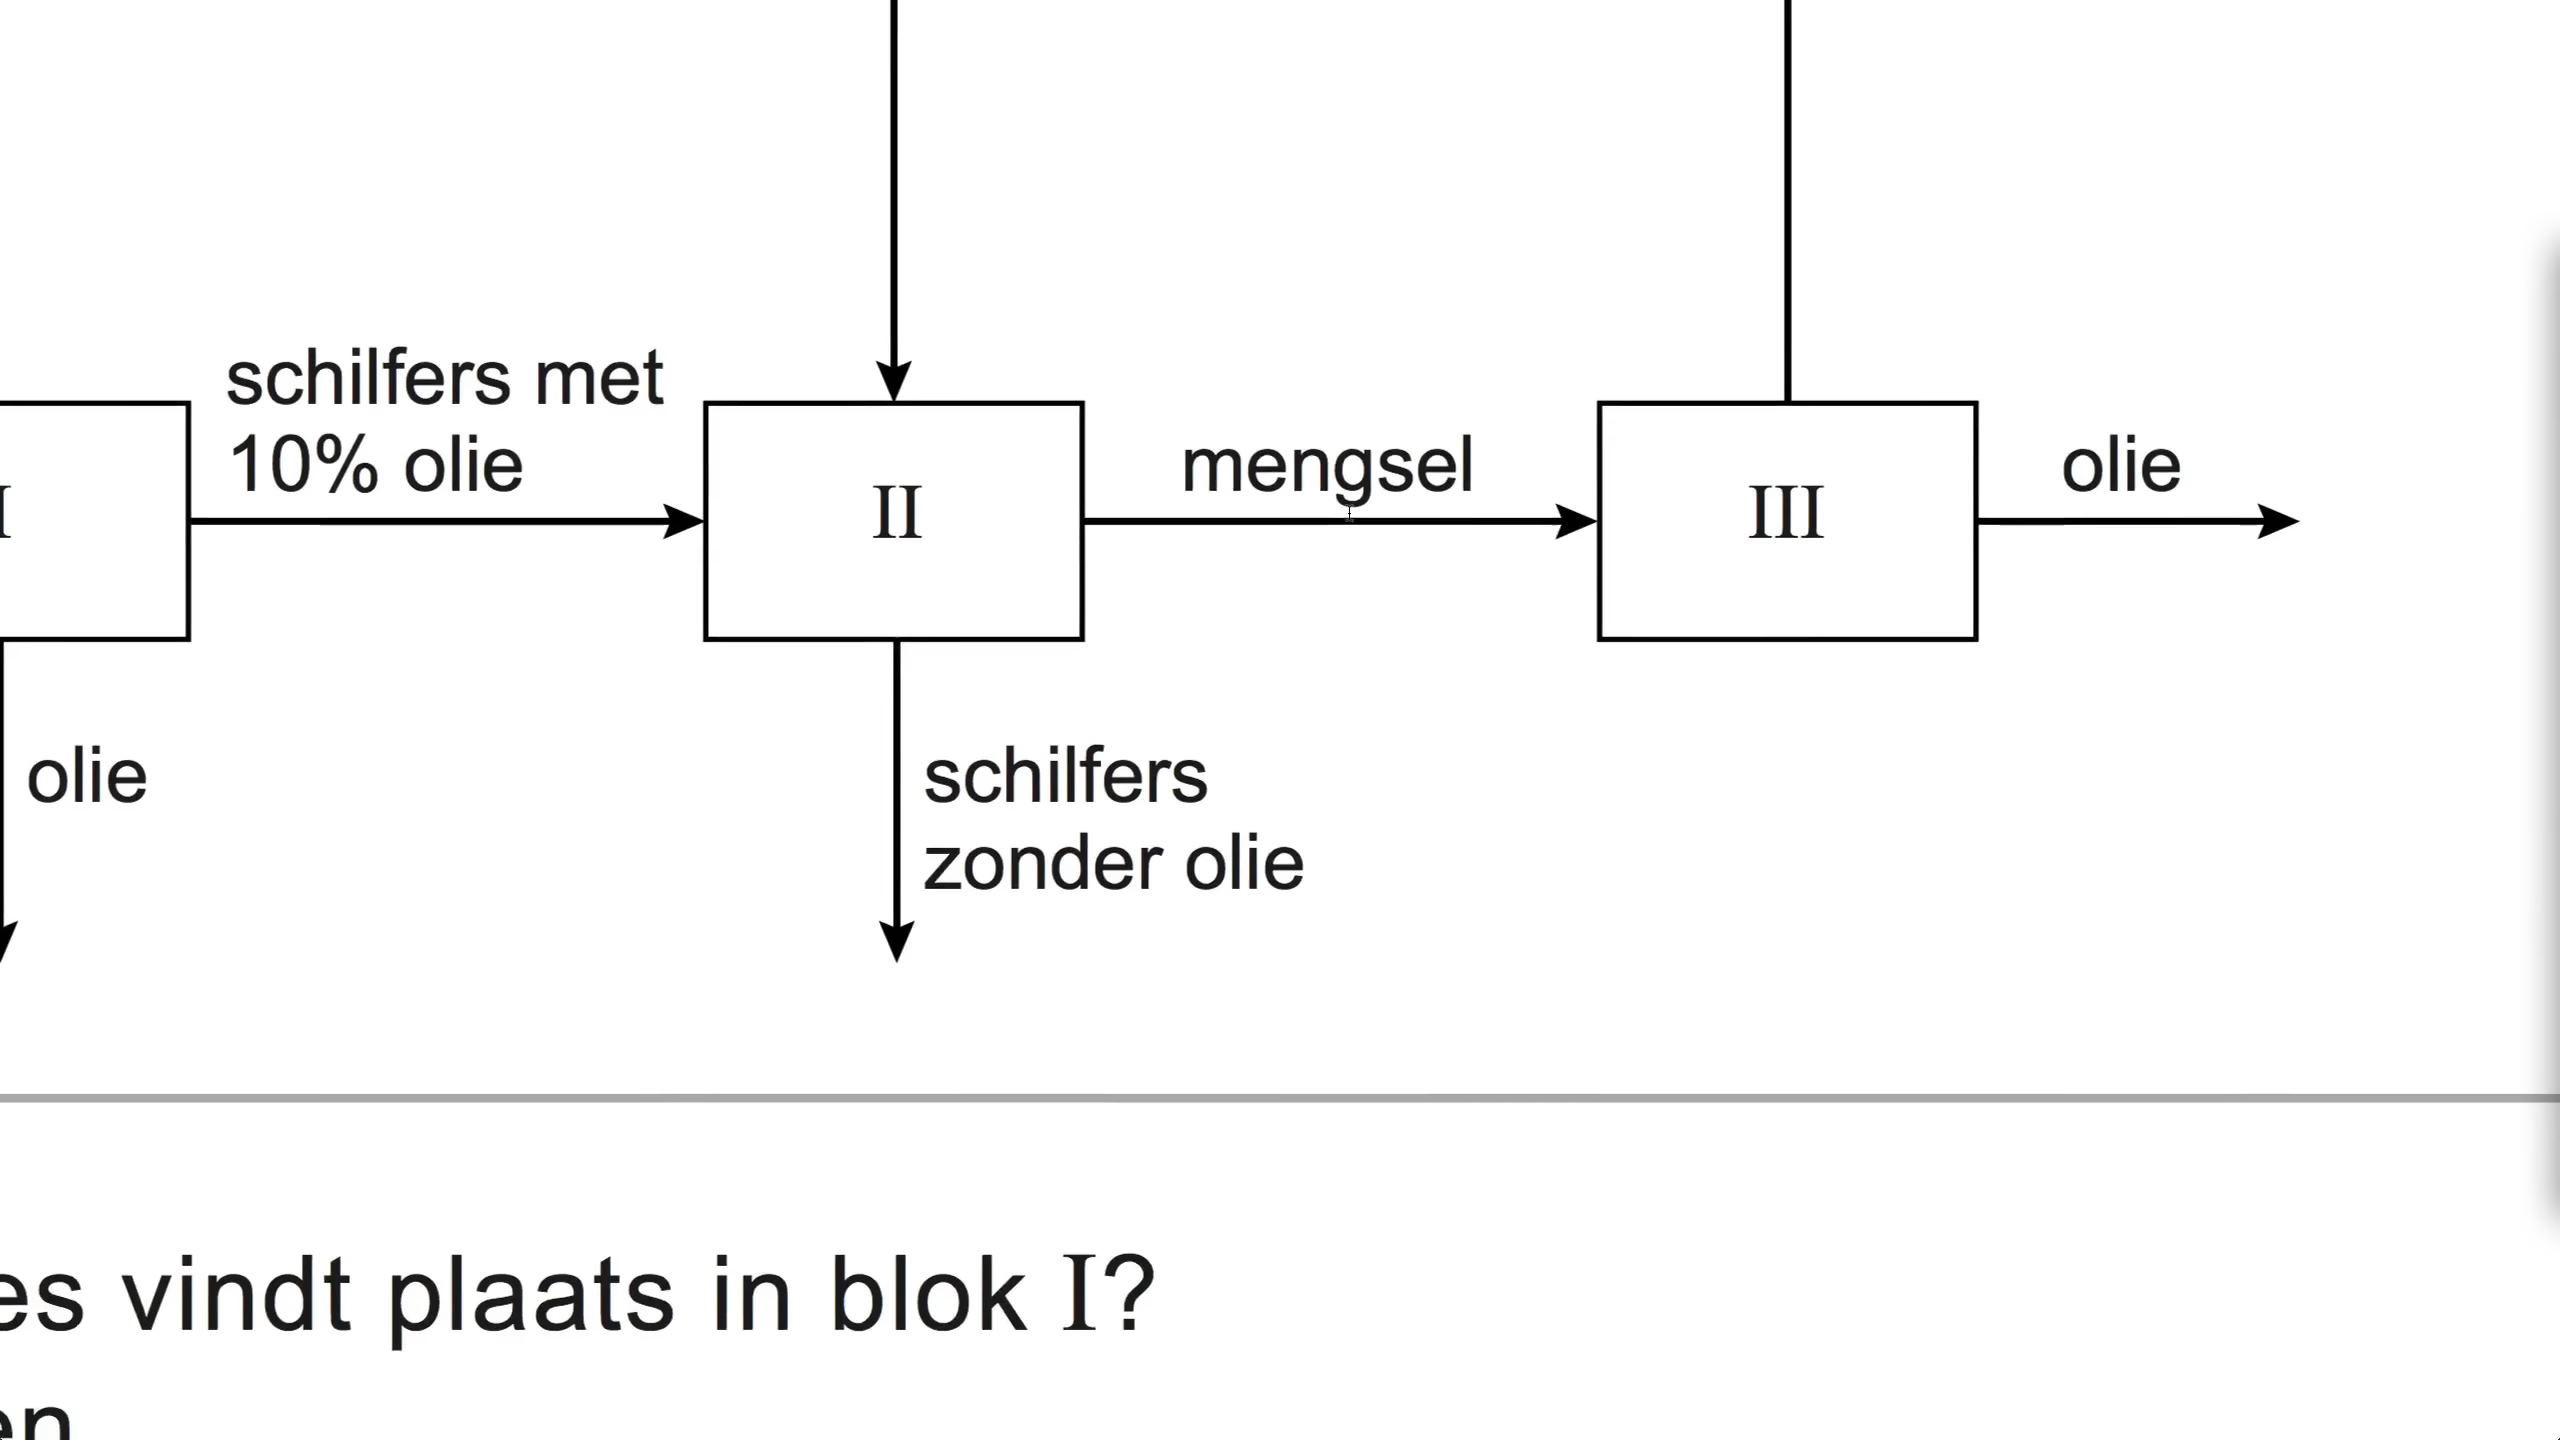 schilfers met
10% olie
I
II
mengsel
III
olie
olie
schilfers
zonder olie
es vindt plaats in blok I?
en